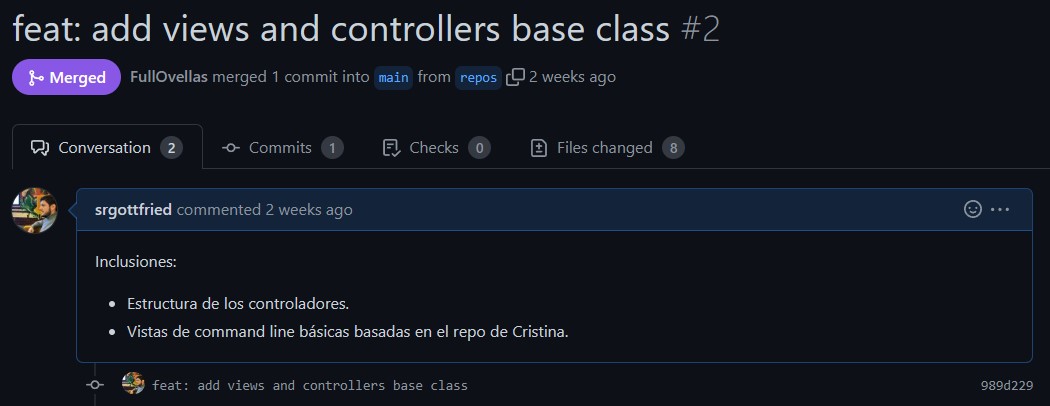 feat: add views and controllers base class #2
Merged FullOvellas merged 1 commit into main from repos 2 weeks ago
Conversation 2 Commits 1 Checks 0 Files changed 8
srgottfried commented 2 weeks ago
Inclusiones:
• Estructura de los controladores.
• Vistas de command line básicas basadas en el repo de Cristina.
feat: add views and controllers base class 989d229